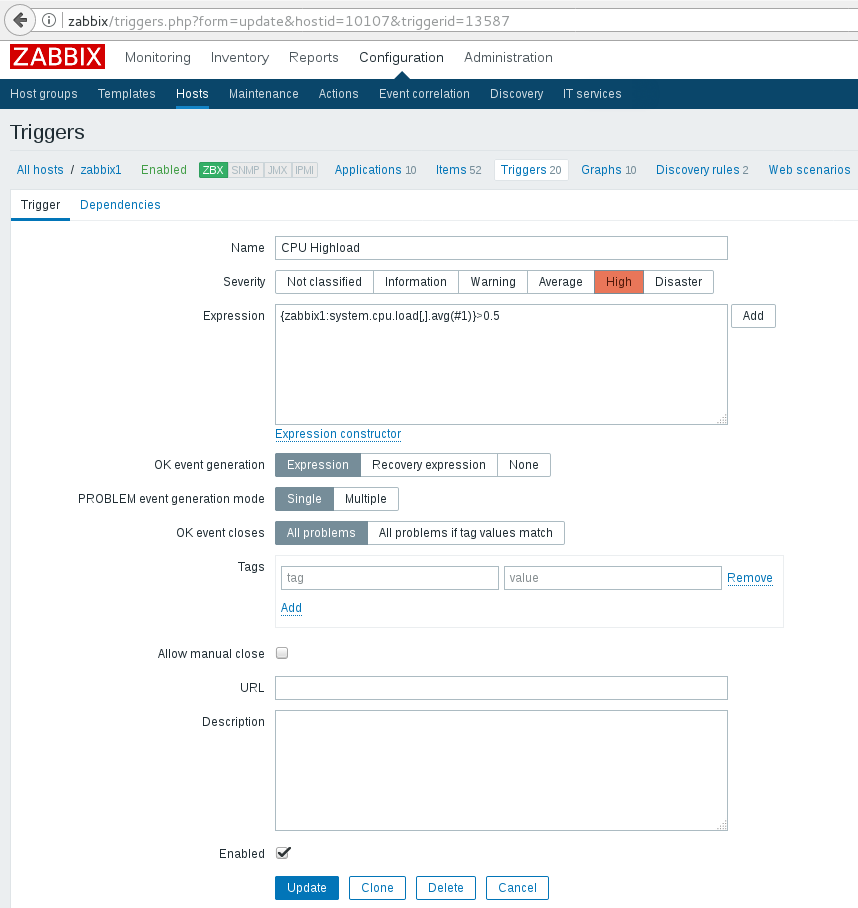 zabbix/triggers.php?form=update&hostid=10107&triggerid=13587
ZABBIX Monitoring Inventory Reports Configuration Administration
Host groups Templates Hosts Maintenance Actions Event correlation Discovery IT services
Triggers
All hosts / zabbix1 Enabled ZBX SNMP JMX IPMI Applications 10 Items 52 Triggers 20 Graphs 10 Discovery rules 2 Web scenarios
Trigger Dependencies
Name CPU Highload
Severity Not classified Information Warning Average High Disaster
Expression {zabbix1:system.cpu.load[,].avg(#1)}>0.5 Add
Expression constructor
OK event generation Expression Recovery expression None
PROBLEM event generation mode Single Multiple
OK event closes All problems All problems if tag values match
Tags tag value Remove
Add
Allow manual close
URL
Description
Enabled
Update Clone Delete Cancel